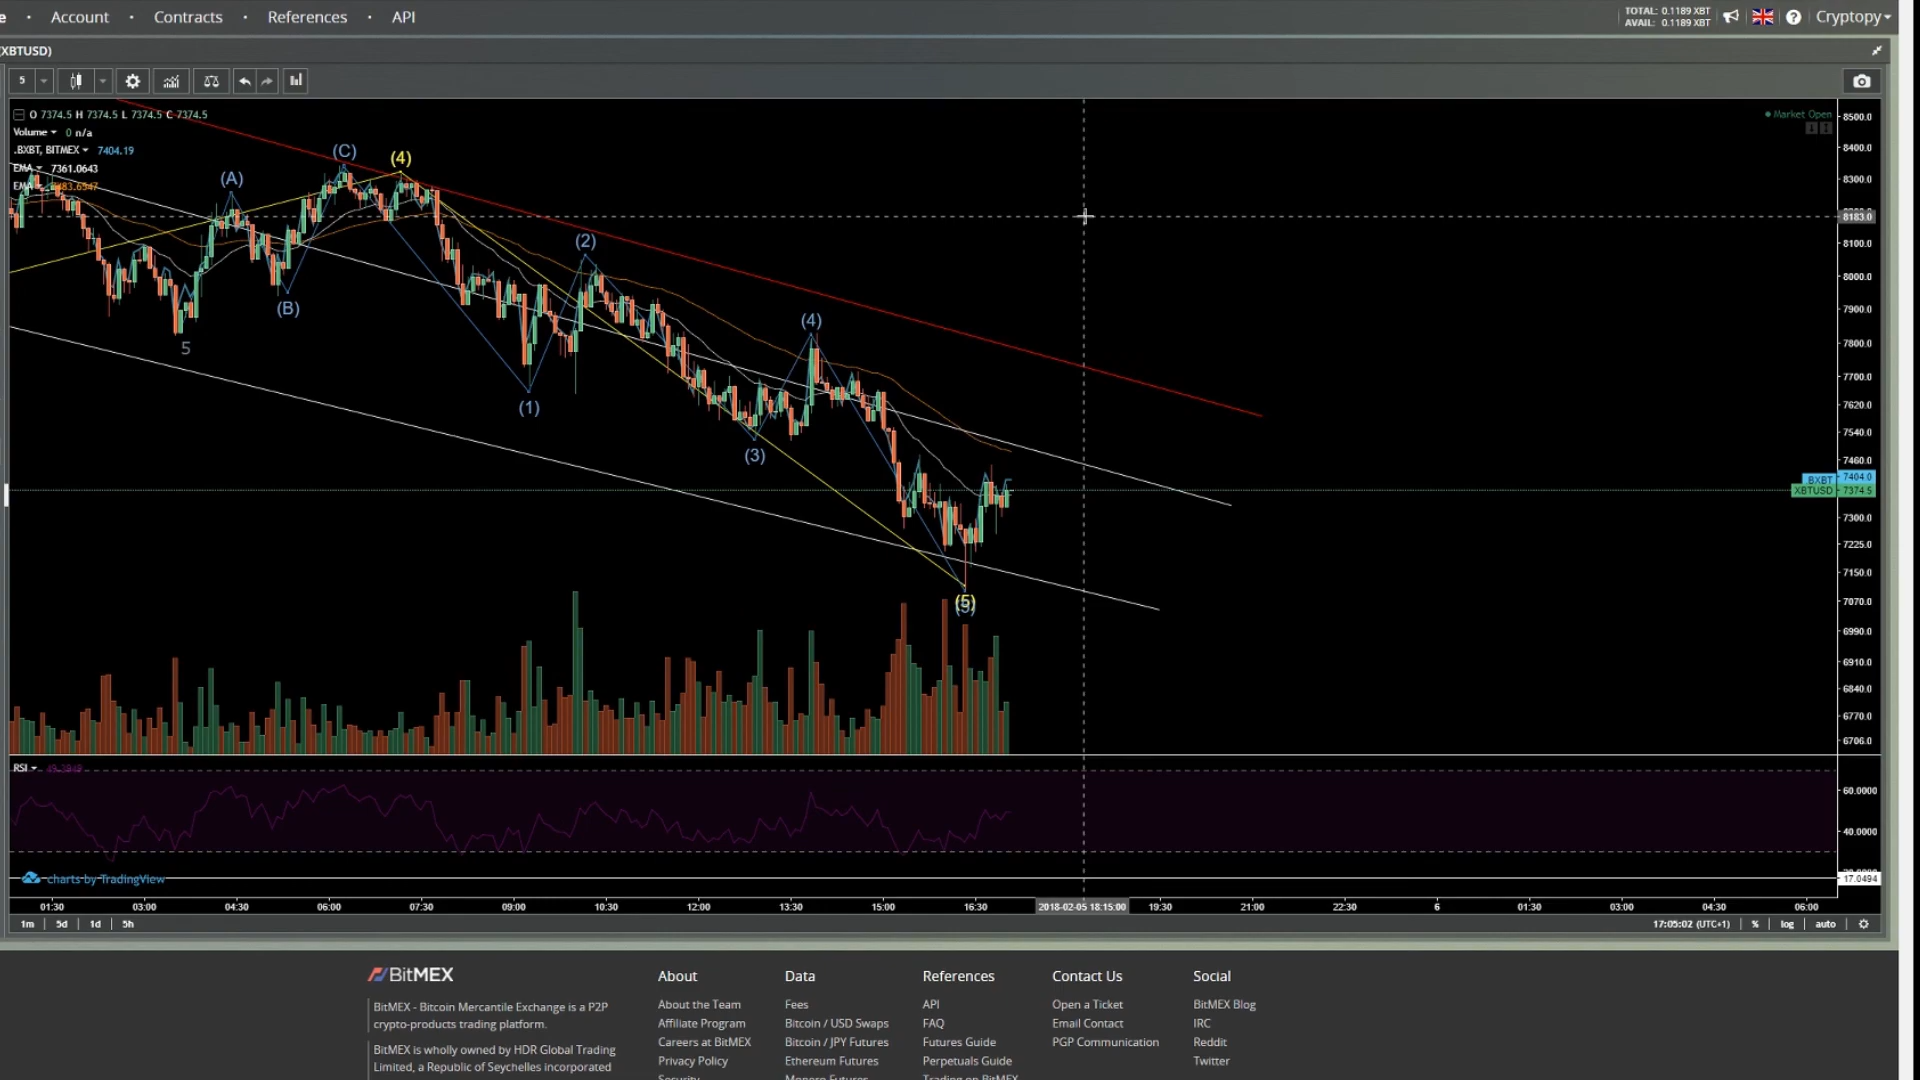 e · Account · Contracts · References · API
TOTAL: 0.1189 XBT
AVAIL: 0.1189 XBT
Cryptopy
(XBTUSD)
5
O 7374.5 H 7374.5 L 7374.5 C 7374.5
Volume 0 n/a
.BXBT, BITMEX 7404.19
EMA 7361.0643
EMA
Market Open
(A)
(C)
(4)
(B)
5
(2)
(1)
(4)
(3)
(5)
8500.0
8400.0
8300.0
8183.0
8100.0
8000.0
7900.0
7800.0
7700.0
7620.0
7540.0
7460.0
BXBT 7404.0
XBTUSD 7374.5
7300.0
7225.0
7150.0
7070.0
6990.0
6910.0
6840.0
6770.0
6706.0
RSI 49.3949
60.0000
40.0000
17.0494
charts by TradingView
01:30 03:00 04:30 06:00 07:30 09:00 10:30 12:00 13:30 15:00 16:30 2018-02-05 18:15:00 19:30 21:00 22:30 6 01:30 03:00 04:30 06:00
1m 5d 1d 5h
17:05:02 (UTC+1) % log auto
BitMEX
BitMEX - Bitcoin Mercantile Exchange is a P2P
crypto-products trading platform.
BitMEX is wholly owned by HDR Global Trading
Limited, a Republic of Seychelles incorporated
About
About the Team
Affiliate Program
Careers at BitMEX
Privacy Policy
Security
Data
Fees
Bitcoin / USD Swaps
Bitcoin / JPY Futures
Ethereum Futures
Monero Futures
References
API
FAQ
Futures Guide
Perpetuals Guide
Trading on BitMEX
Contact Us
Open a Ticket
Email Contact
PGP Communication
Social
BitMEX Blog
IRC
Reddit
Twitter